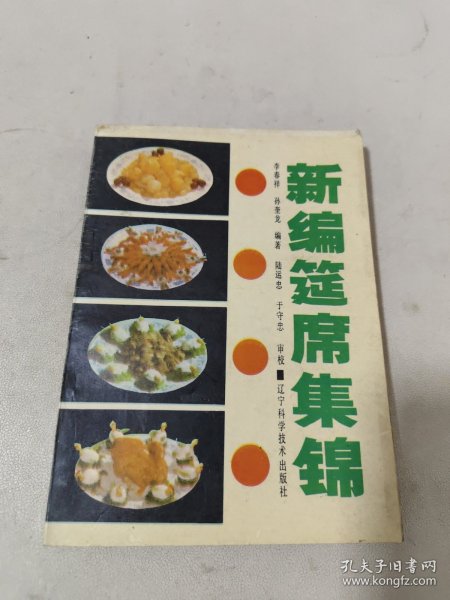 新编筵席集锦
李春祥 孙奎龙 编著 陆运忠 于守忠 审校 辽宁科学技术出版社
孔夫子旧书网
www.kongfz.com